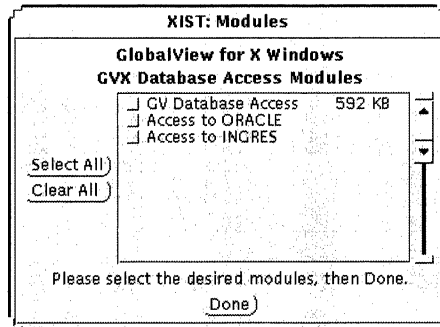 XIST: Modules
GlobalView for X Windows
GVX Database Access Modules
GV Database Access 592 KB
Access to ORACLE
Access to INGRES
Select All
Clear All
Please select the desired modules, then Done.
Done